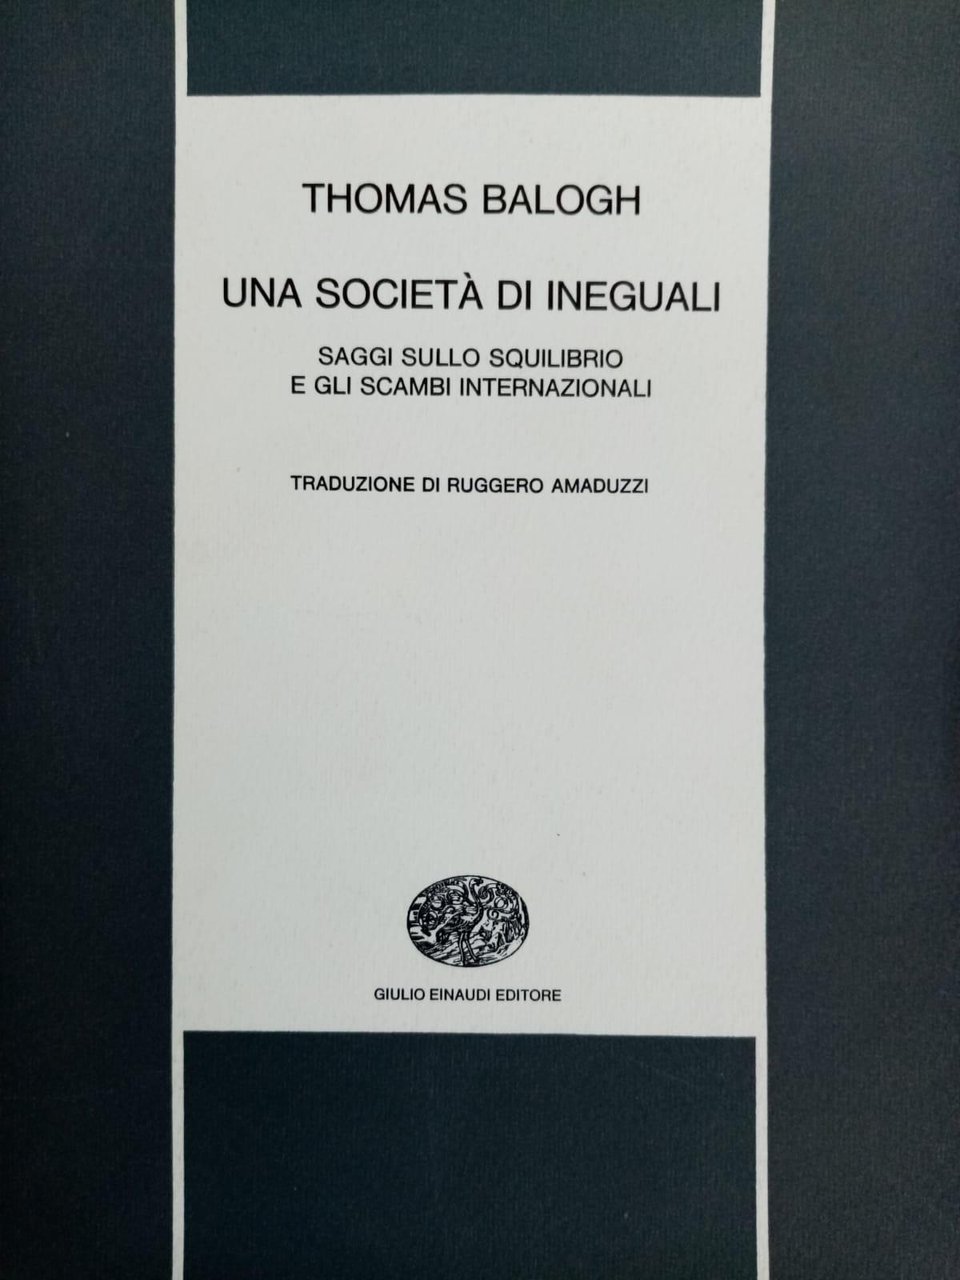 THOMAS BALOGH
UNA SOCIETÀ DI INEGUALI
SAGGI SULLO SQUILIBRIO
E GLI SCAMBI INTERNAZIONALI
TRADUZIONE DI RUGGERO AMADUZZI
GIULIO EINAUDI EDITORE